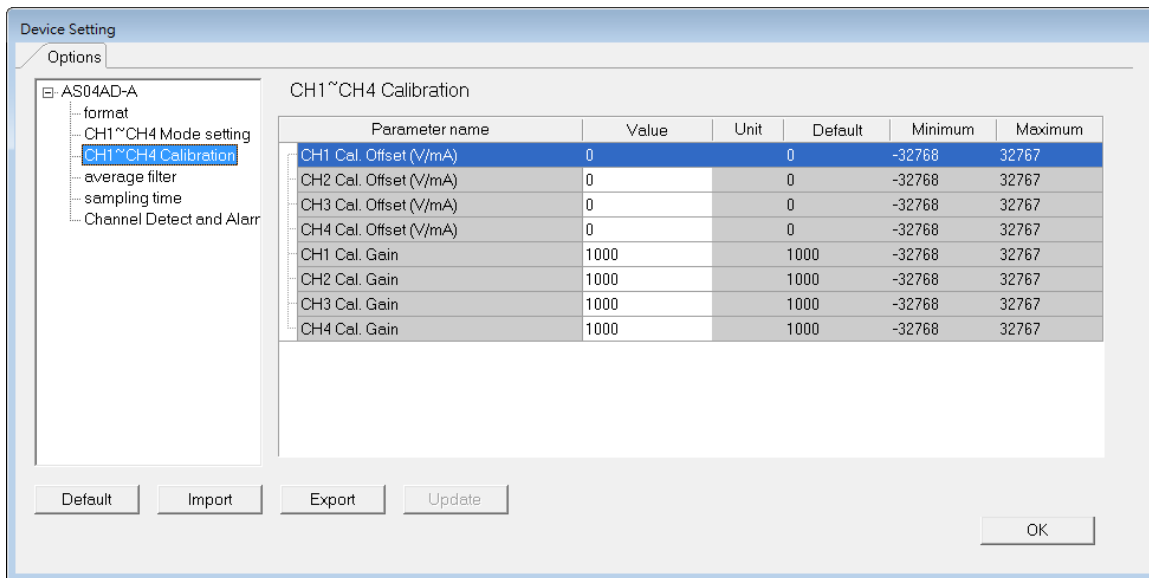 Device Setting
Options
AS04AD-A
format
CH1~CH4 Mode setting
CH1~CH4 Calibration
average filter
sampling time
Channel Detect and Alarr
CH1~CH4 Calibration
Parameter name Value Unit Default Minimum Maximum
CH1 Cal. Offset (V/mA) 0 0 -32768 32767
CH2 Cal. Offset (V/mA) 0 0 -32768 32767
CH3 Cal. Offset (V/mA) 0 0 -32768 32767
CH4 Cal. Offset (V/mA) 0 0 -32768 32767
CH1 Cal. Gain 1000 1000 -32768 32767
CH2 Cal. Gain 1000 1000 -32768 32767
CH3 Cal. Gain 1000 1000 -32768 32767
CH4 Cal. Gain 1000 1000 -32768 32767
Default Import Export Update
OK